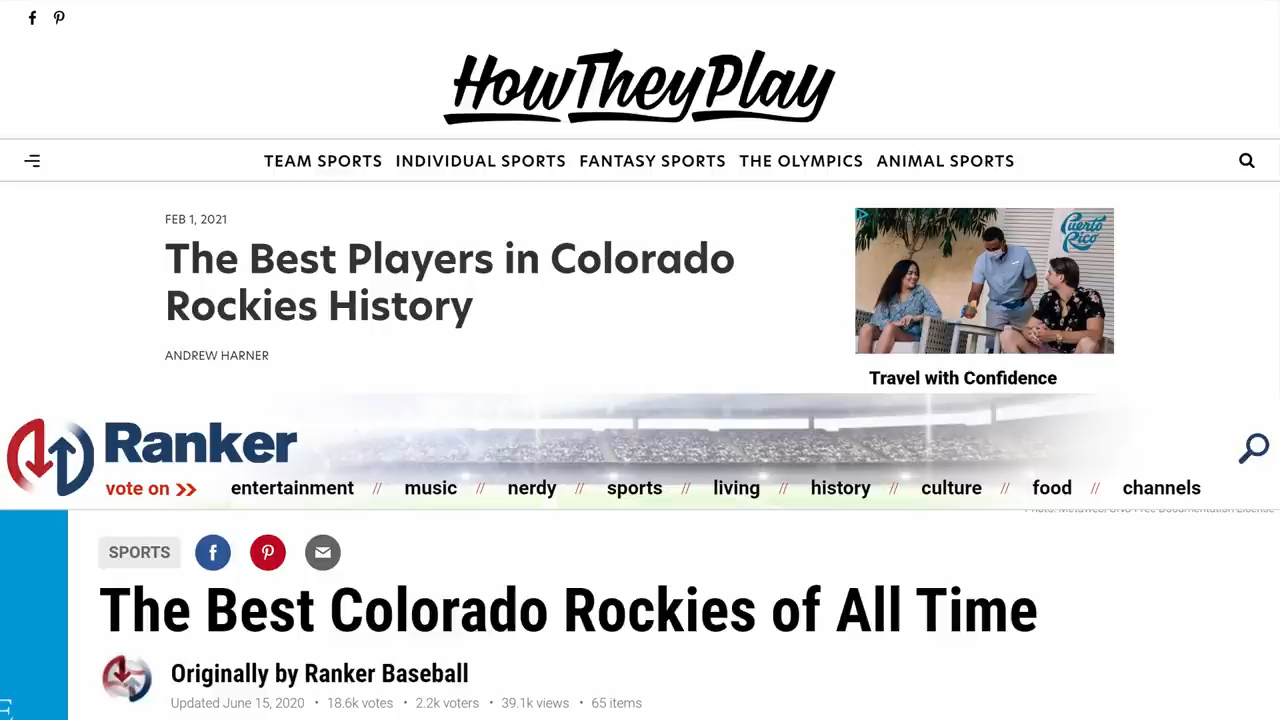 HowTheyPlay
TEAM SPORTS INDIVIDUAL SPORTS FANTASY SPORTS THE OLYMPICS ANIMAL SPORTS
FEB 1, 2021
The Best Players in Colorado
Rockies History
ANDREW HARNER
Puerto
Rico
Travel with Confidence
Ranker
vote on >> entertainment // music // nerdy // sports // living // history // culture // food // channels
SPORTS
The Best Colorado Rockies of All Time
Originally by Ranker Baseball
Updated June 15, 2020 • 18.6k votes • 2.2k voters • 39.1k views • 65 items